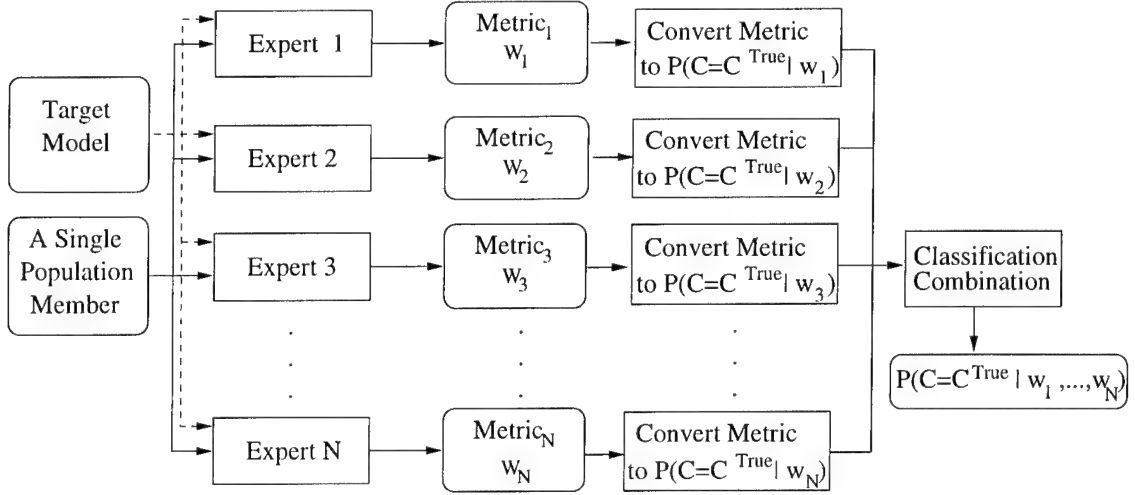 Target
Model
A Single
Population
Member
Expert 1
Metric1
w1
Convert Metric
to P(C=C True | w1)
Expert 2
Metric2
w2
Convert Metric
to P(C=C True | w2)
Expert 3
Metric3
w3
Convert Metric
to P(C=C True | w3)
Expert N
MetricN
wN
Convert Metric
to P(C=C True | wN)
Classification
Combination
P(C=C True | w1 ,...,wN)